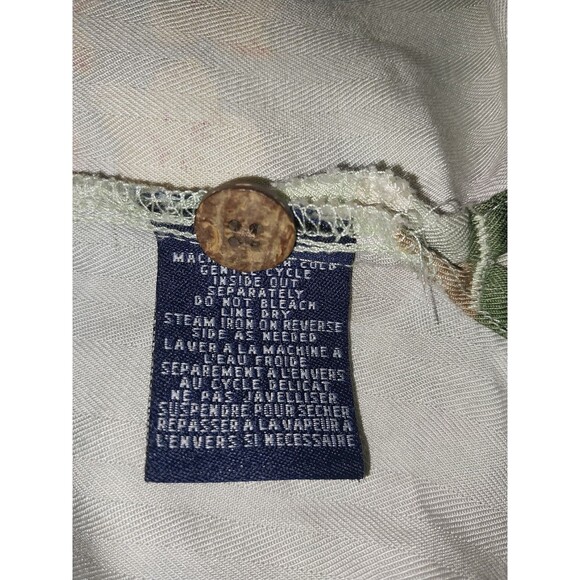 COLD
GENTLE CYCLE
INSIDE OUT
SEPARATELY
DO NOT BLEACH
LINE DRY
STEAM IRON ON REVERSE
SIDE AS NEEDED
LAVER A LA MACHINE A
L'EAU FROIDE
SEPAREMENT A L'ENVERS
AU CYCLE DELICAT
NE PAS JAVELLISER
SUSPENDRE POUR SECHER
REPASSER A LA VAPEUR A
L'ENVERS SI NECESSAIRE